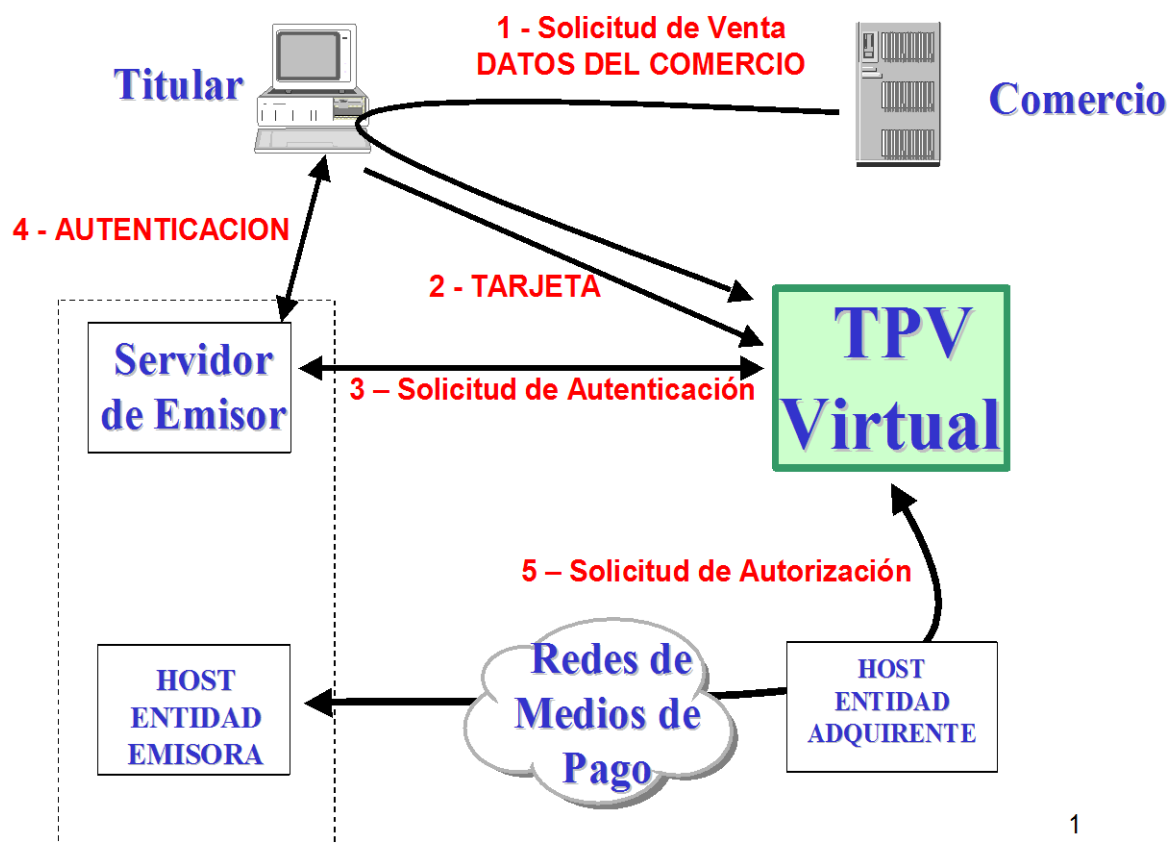 1 - Solicitud de Venta
DATOS DEL COMERCIO
Titular
Comercio
4 - AUTENTICACION
2 - TARJETA
Servidor
de Emisor
3 – Solicitud de Autenticación
TPV
Virtual
5 – Solicitud de Autorización
HOST
ENTIDAD
EMISORA
Redes de
Medios de
Pago
HOST
ENTIDAD
ADQUIRENTE
1